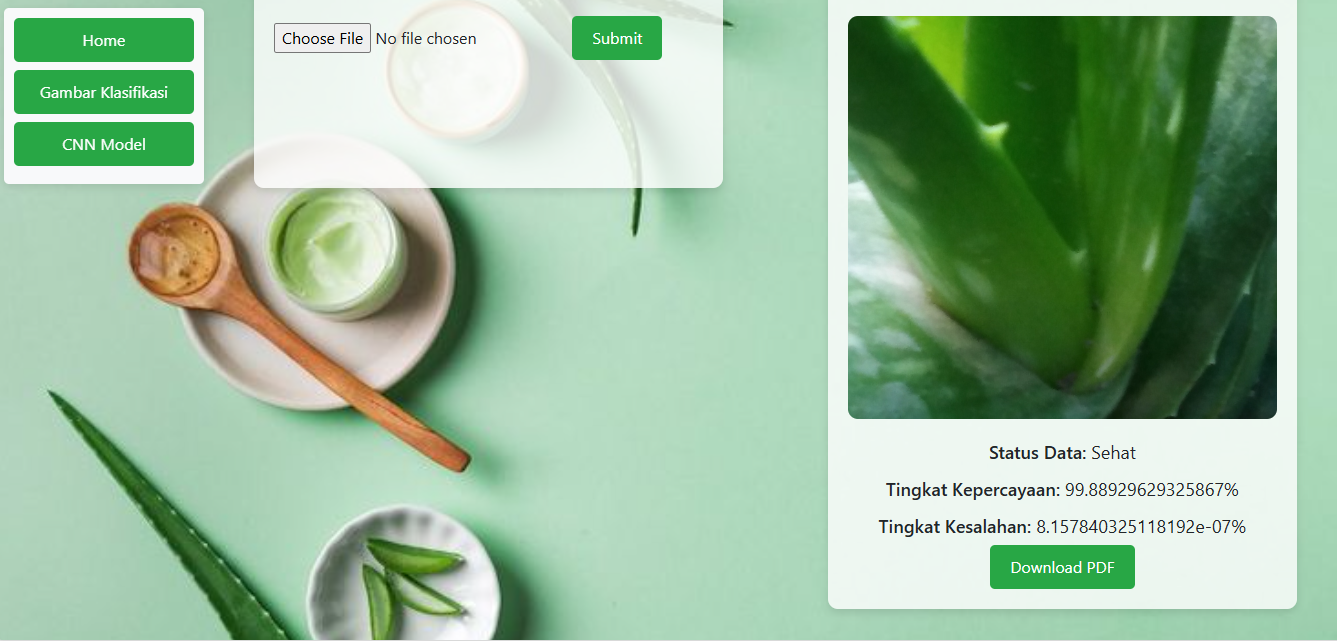 Home
Gambar Klasifikasi
CNN Model
Choose File No file chosen
Submit
Status Data: Sehat
Tingkat Kepercayaan: 99.88929629325867%
Tingkat Kesalahan: 8.157840325118192e-07%
Download PDF